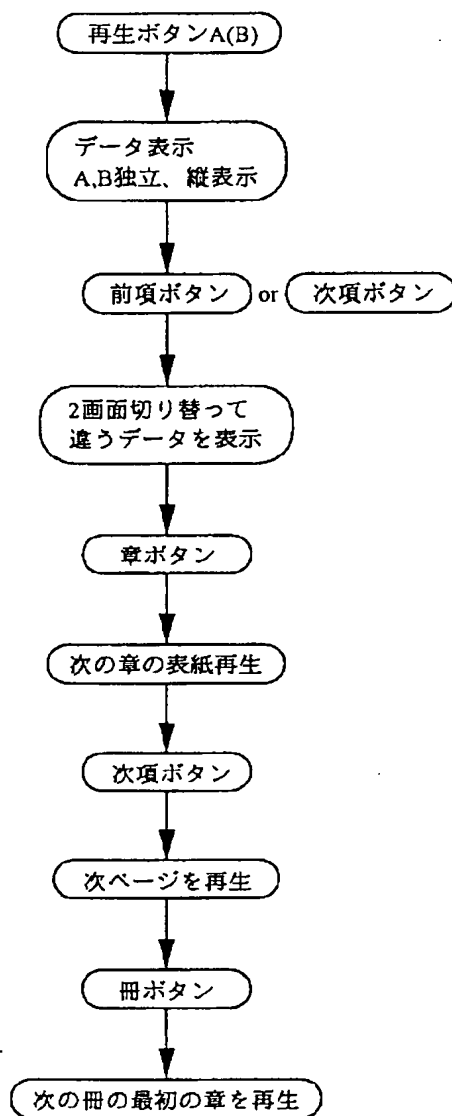 再生ボタンA(B)
データ表示
A,B独立、縦表示
前項ボタン or 次項ボタン
2画面切り替って
違うデータを表示
章ボタン
次の章の表紙再生
次項ボタン
次ページを再生
冊ボタン
次の冊の最初の章を再生